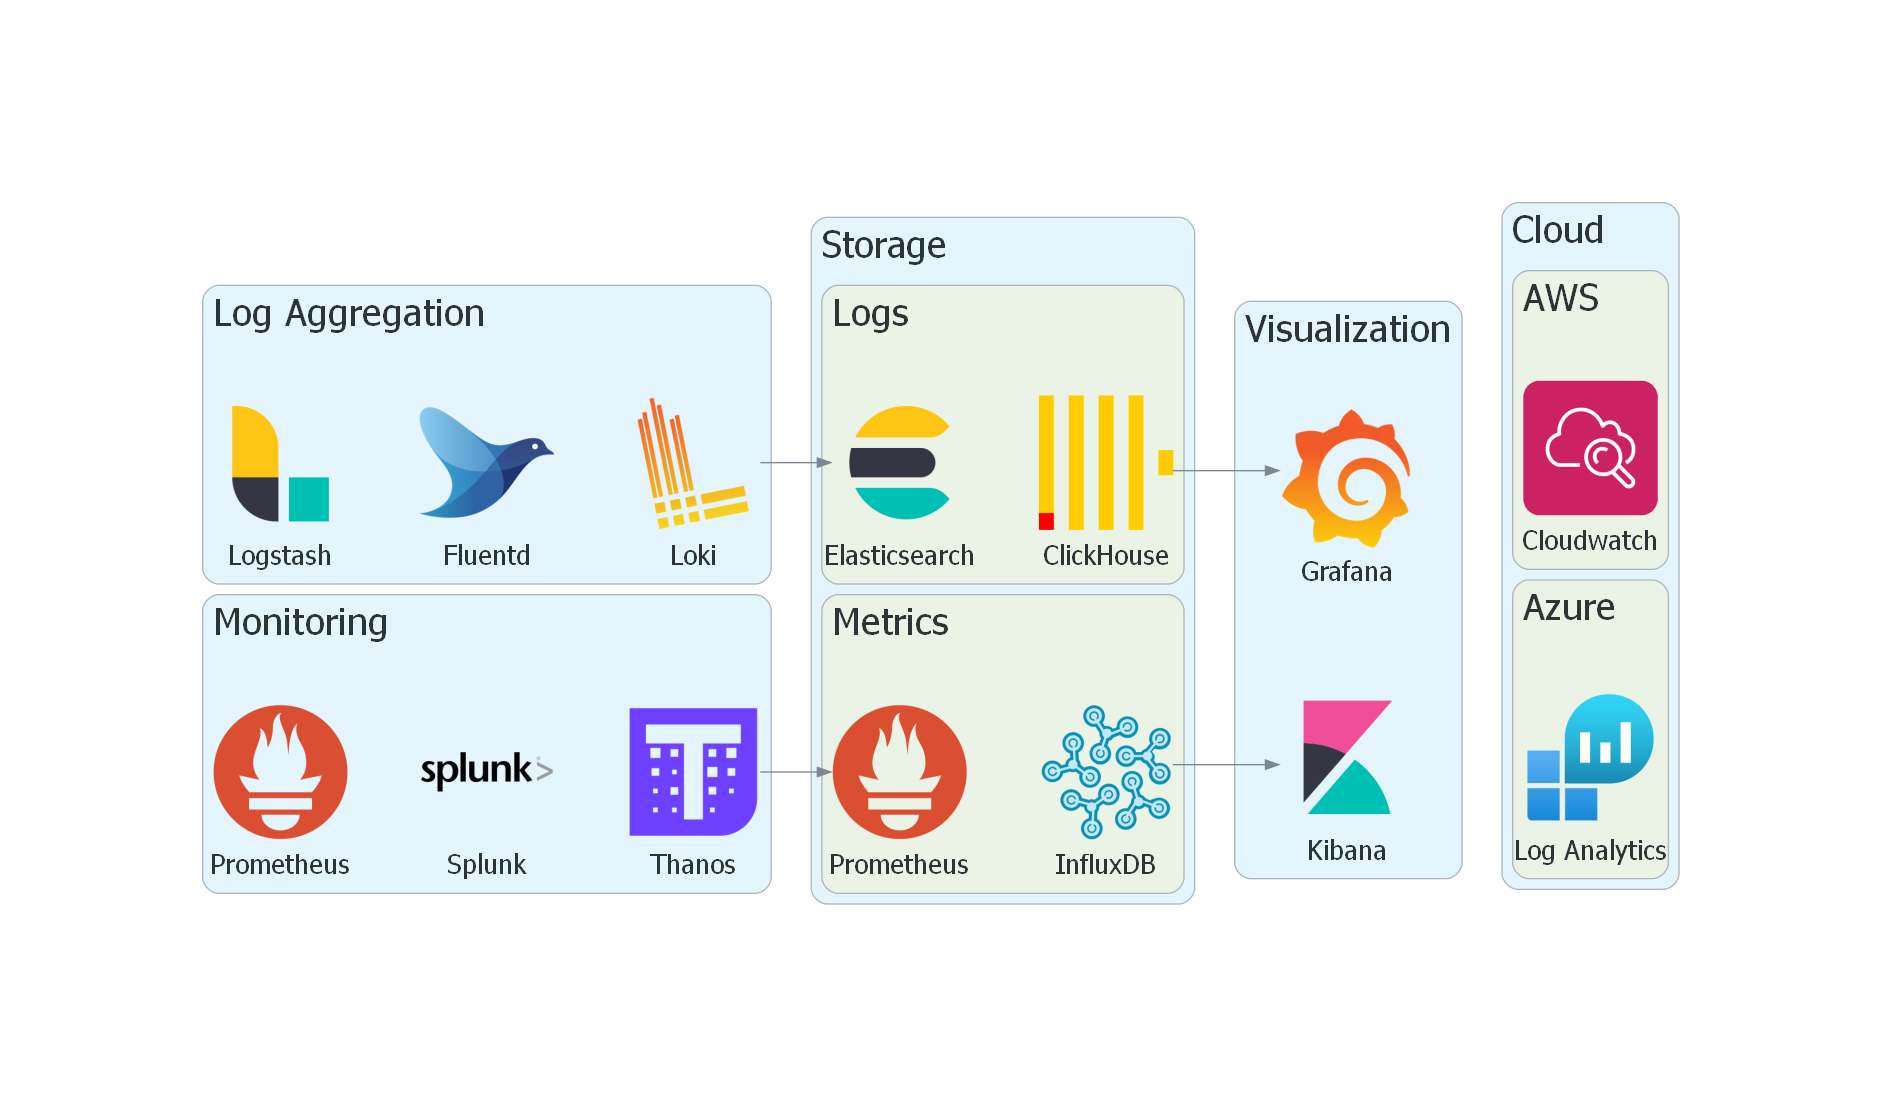 Log Aggregation
Logstash
Fluentd
Loki
Monitoring
Prometheus
splunk>
Splunk
Thanos
Storage
Logs
Elasticsearch
ClickHouse
Metrics
Prometheus
InfluxDB
Visualization
Grafana
Kibana
Cloud
AWS
Cloudwatch
Azure
Log Analytics